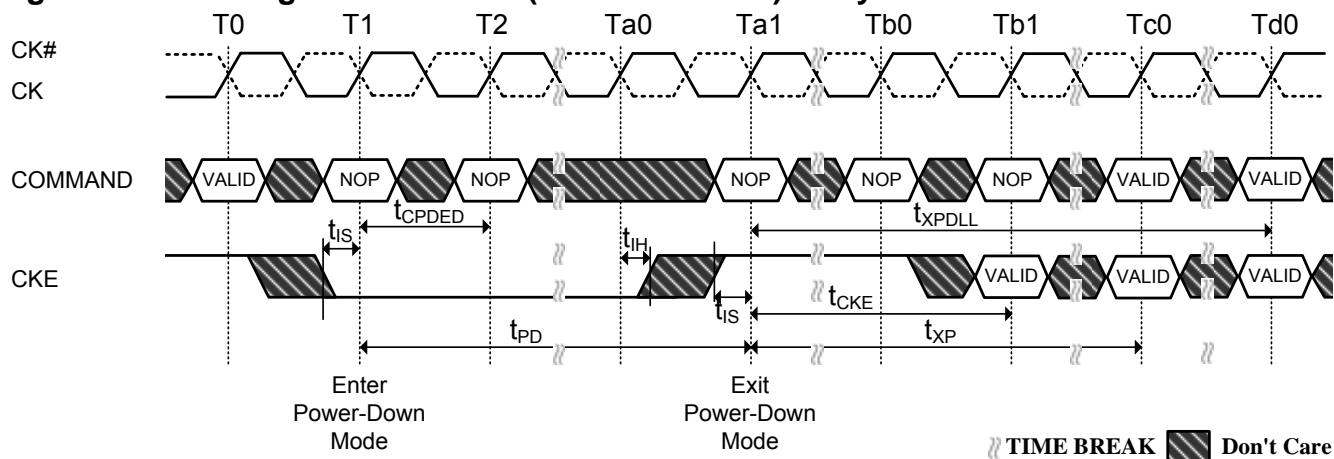 T0 T1 T2 Ta0 Ta1 Tb0 Tb1 Tc0 Td0
CK#
CK
COMMAND VALID NOP NOP NOP NOP NOP VALID VALID
tCPDED tXPDLL
tIS tIH
CKE VALID VALID VALID
tIS tCKE
tPD tXP
Enter
Power-Down
Mode
Exit
Power-Down
Mode
TIME BREAK Don't Care